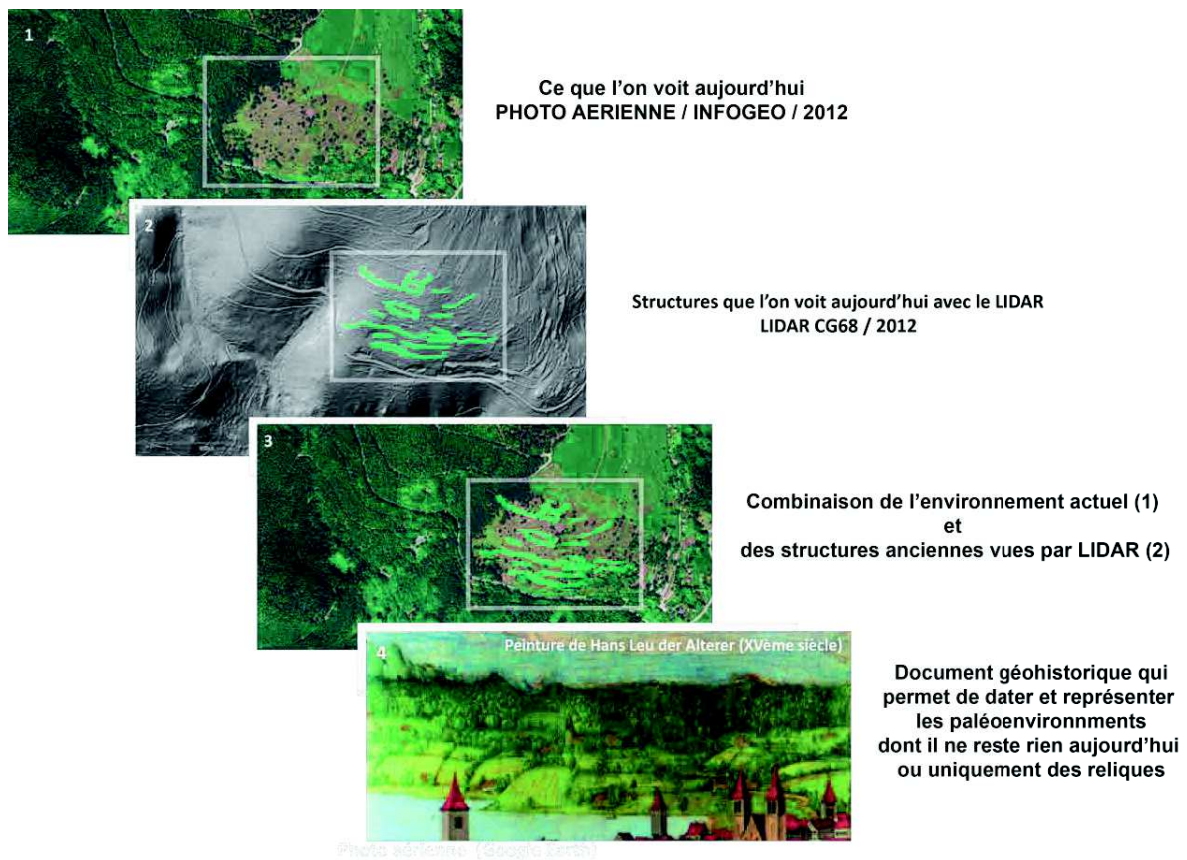 1
Ce que l'on voit aujourd'hui
PHOTO AERIENNE / INFOGEO / 2012
2
Structures que l'on voit aujourd'hui avec le LIDAR
LIDAR CG68 / 2012
3
Combinaison de l'environnement actuel (1)
et
des structures anciennes vues par LIDAR (2)
4
Peinture de Hans Leu der Alterer (XVème siècle)
Document géohistorique qui
permet de dater et représenter
les paléoenvironnments
dont il ne reste rien aujourd'hui
ou uniquement des reliques
Photo aérienne (Google Earth)